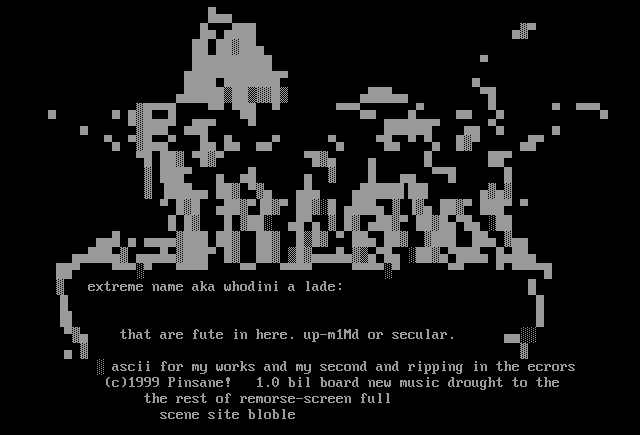 extreme name aka whodini a lade:
that are fute in here. up-m1Md or secular.
ascii for my works and my second and ripping in the ecrors
(c)1999 Pinsane!   1.0 bil board new music drought to the
the rest of remorse-screen full
scene site bloble